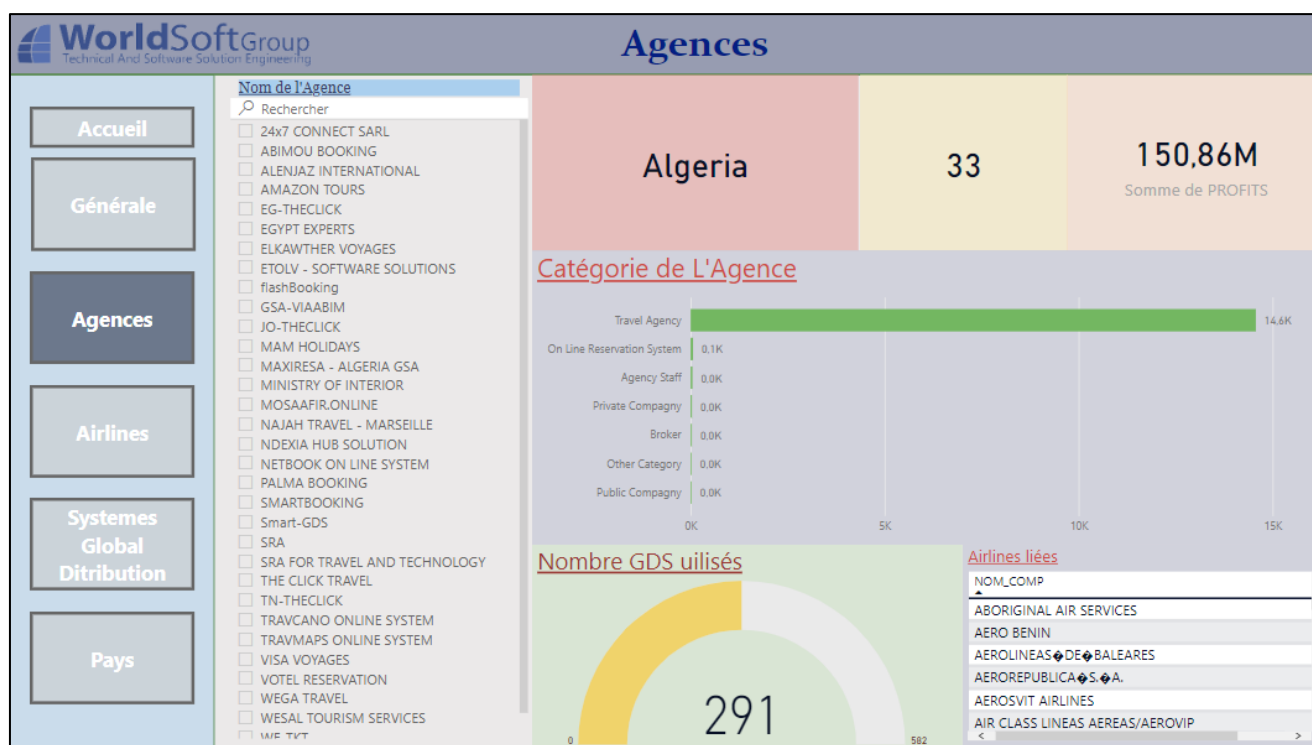 WorldSoftGroup
Technical And Software Solution Engineering
Agences
Accueil
Générale
Agences
Airlines
Systemes
Global
Ditribution
Pays
Nom de l'Agence
Rechercher
24x7 CONNECT SARL
ABIMOU BOOKING
ALENJAZ INTERNATIONAL
AMAZON TOURS
EG-THECLICK
EGYPT EXPERTS
ELKAWTHER VOYAGES
ETOLV - SOFTWARE SOLUTIONS
flashBooking
GSA-VIAABIM
JO-THECLICK
MAM HOLIDAYS
MAXIRESA - ALGERIA GSA
MINISTRY OF INTERIOR
MOSAAFIR.ONLINE
NAJAH TRAVEL - MARSEILLE
NDEXIA HUB SOLUTION
NETBOOK ON LINE SYSTEM
PALMA BOOKING
SMARTBOOKING
Smart-GDS
SRA
SRA FOR TRAVEL AND TECHNOLOGY
THE CLICK TRAVEL
TN-THECLICK
TRAVCANO ONLINE SYSTEM
TRAVMAPS ONLINE SYSTEM
VISA VOYAGES
VOTEL RESERVATION
WEGA TRAVEL
WESAL TOURISM SERVICES
WE-TKT
Algeria
33
150,86M
Somme de PROFITS
Catégorie de L'Agence
Travel Agency 14,6K
On Line Reservation System 0,1K
Agency Staff 0,0K
Private Compagny 0,0K
Broker 0,0K
Other Category 0,0K
Public Compagny 0,0K
0K 5K 10K 15K
Nombre GDS uilisés
291
0 582
Airlines liées
NOM_COMP
ABORIGINAL AIR SERVICES
AERO BENIN
AEROLINEAS�DE�BALEARES
AEROREPUBLICA�S.�A.
AEROSVIT AIRLINES
AIR CLASS LINEAS AEREAS/AEROVIP